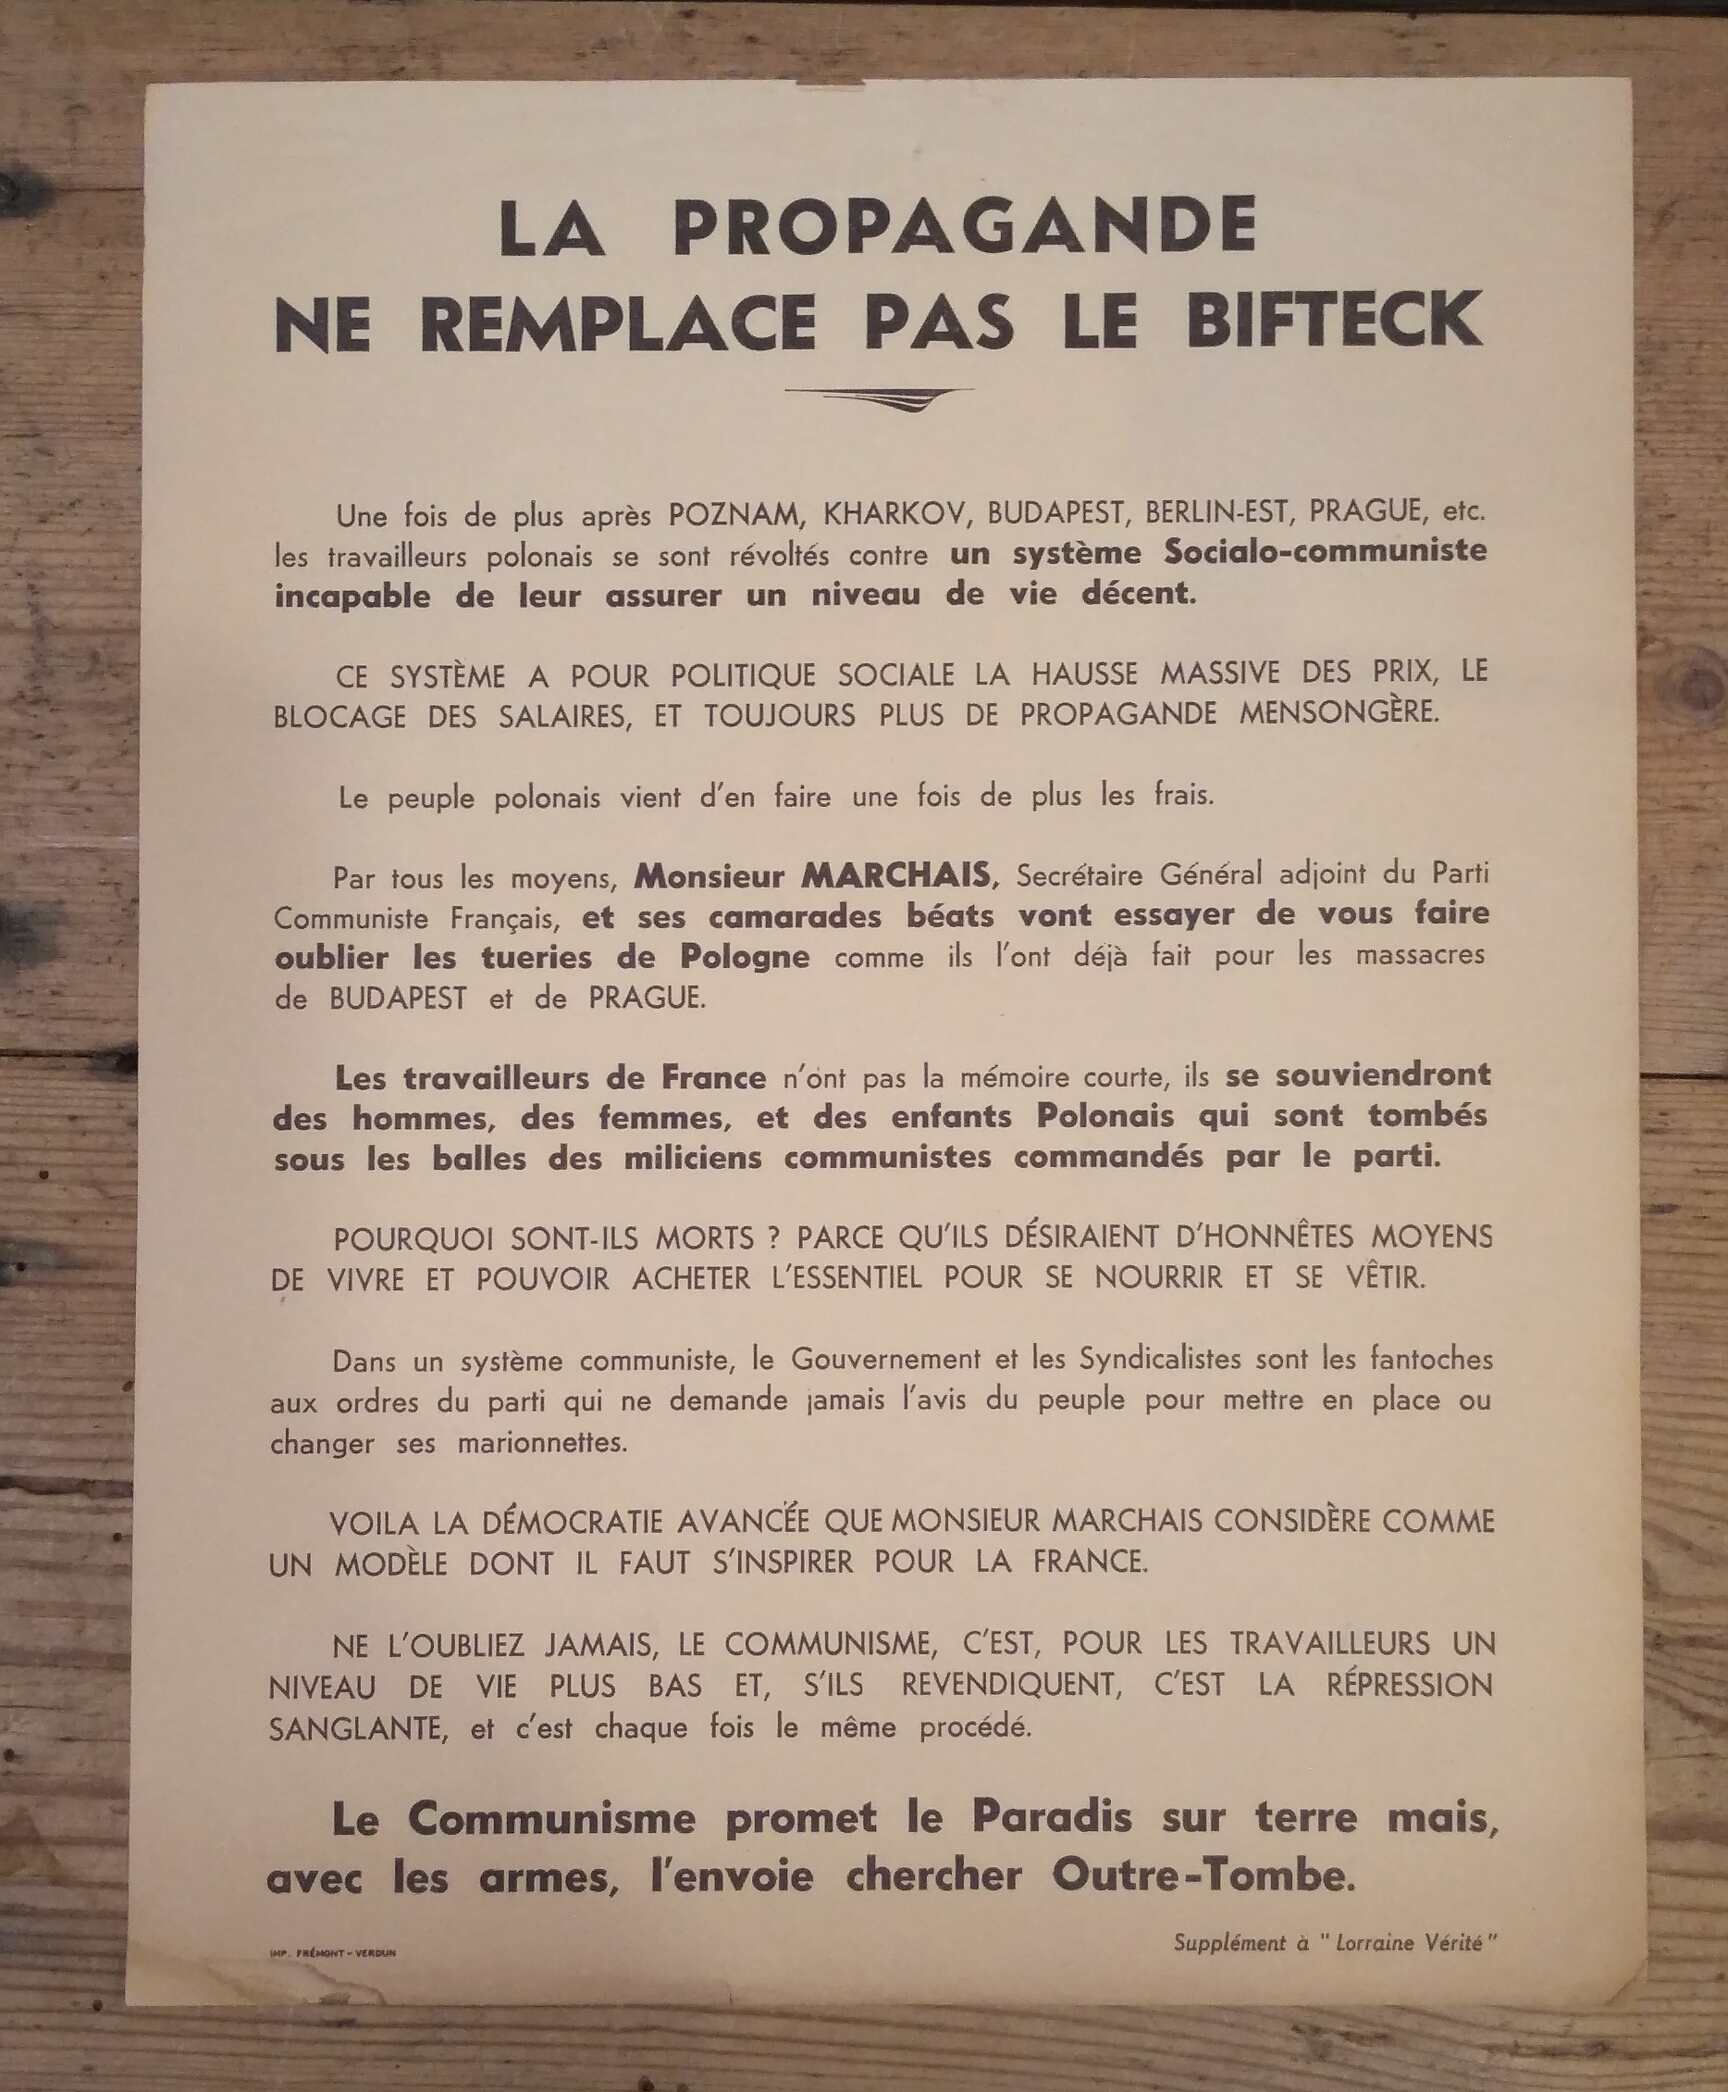 LA PROPAGANDE
NE REMPLACE PAS LE BIFTECK
Une fois de plus après POZNAM, KHARKOV, BUDAPEST, BERLIN-EST, PRAGUE, etc.
les travailleurs polonais se sont révoltés contre un système Socialo-communiste
incapable de leur assurer un niveau de vie décent.
CE SYSTÈME A POUR POLITIQUE SOCIALE LA HAUSSE MASSIVE DES PRIX, LE
BLOCAGE DES SALAIRES, ET TOUJOURS PLUS DE PROPAGANDE MENSONGÈRE.
Le peuple polonais vient d'en faire une fois de plus les frais.
Par tous les moyens, Monsieur MARCHAIS, Secrétaire Général adjoint du Parti
Communiste Français, et ses camarades béats vont essayer de vous faire
oublier les tueries de Pologne comme ils l'ont déjà fait pour les massacres
de BUDAPEST et de PRAGUE.
Les travailleurs de France n'ont pas la mémoire courte, ils se souviendront
des hommes, des femmes, et des enfants Polonais qui sont tombés
sous les balles des miliciens communistes commandés par le parti.
POURQUOI SONT-ILS MORTS ? PARCE QU'ILS DÉSIRAIENT D'HONNÊTES MOYENS
DE VIVRE ET POUVOIR ACHETER L'ESSENTIEL POUR SE NOURRIR ET SE VÊTIR.
Dans un système communiste, le Gouvernement et les Syndicalistes sont les fantoches
aux ordres du parti qui ne demande jamais l'avis du peuple pour mettre en place ou
changer ses marionnettes.
VOILA LA DÉMOCRATIE AVANCÉE QUE MONSIEUR MARCHAIS CONSIDÈRE COMME
UN MODÈLE DONT IL FAUT S'INSPIRER POUR LA FRANCE.
NE L'OUBLIEZ JAMAIS, LE COMMUNISME, C'EST, POUR LES TRAVAILLEURS UN
NIVEAU DE VIE PLUS BAS ET, S'ILS REVENDIQUENT, C'EST LA RÉPRESSION
SANGLANTE, et c'est chaque fois le même procédé.
Le Communisme promet le Paradis sur terre mais,
avec les armes, l'envoie chercher Outre-Tombe.
Supplément à "Lorraine Vérité"
IMP. FRÉMONT - VERDUN